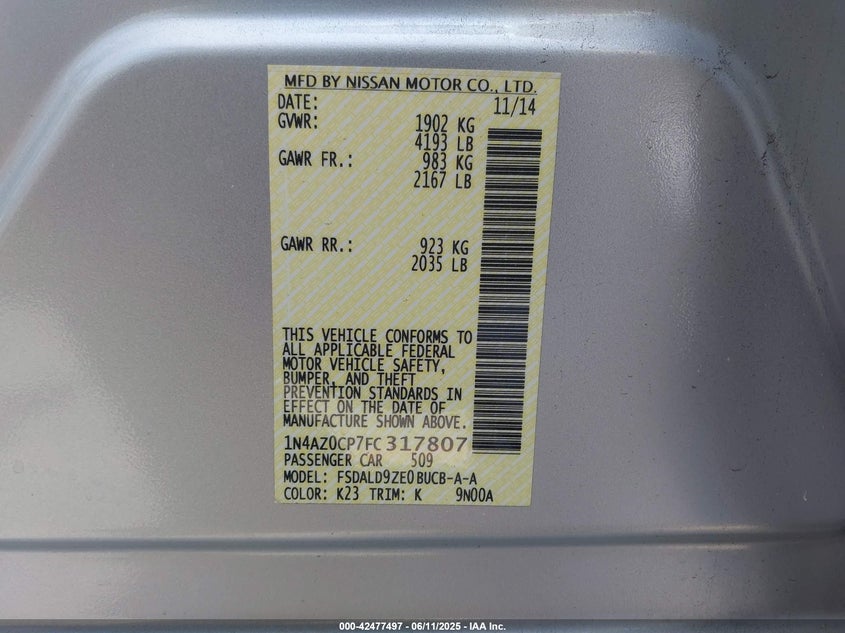 MFD BY NISSAN MOTOR CO., LTD.
DATE: 11/14
GVWR: 1902 KG
4193 LB
GAWR FR.: 983 KG
2167 LB
GAWR RR.: 923 KG
2035 LB
THIS VEHICLE CONFORMS TO
ALL APPLICABLE FEDERAL
MOTOR VEHICLE SAFETY,
BUMPER, AND THEFT
PREVENTION STANDARDS IN
EFFECT ON THE DATE OF
MANUFACTURE SHOWN ABOVE.
1N4AZ0CP7FC317807
PASSENGER CAR 509
MODEL: FSDALD9ZE0BUCB-A-A
COLOR: K23 TRIM: K 9N00A
000-42477497 - 06/11/2025 - IAA Inc.